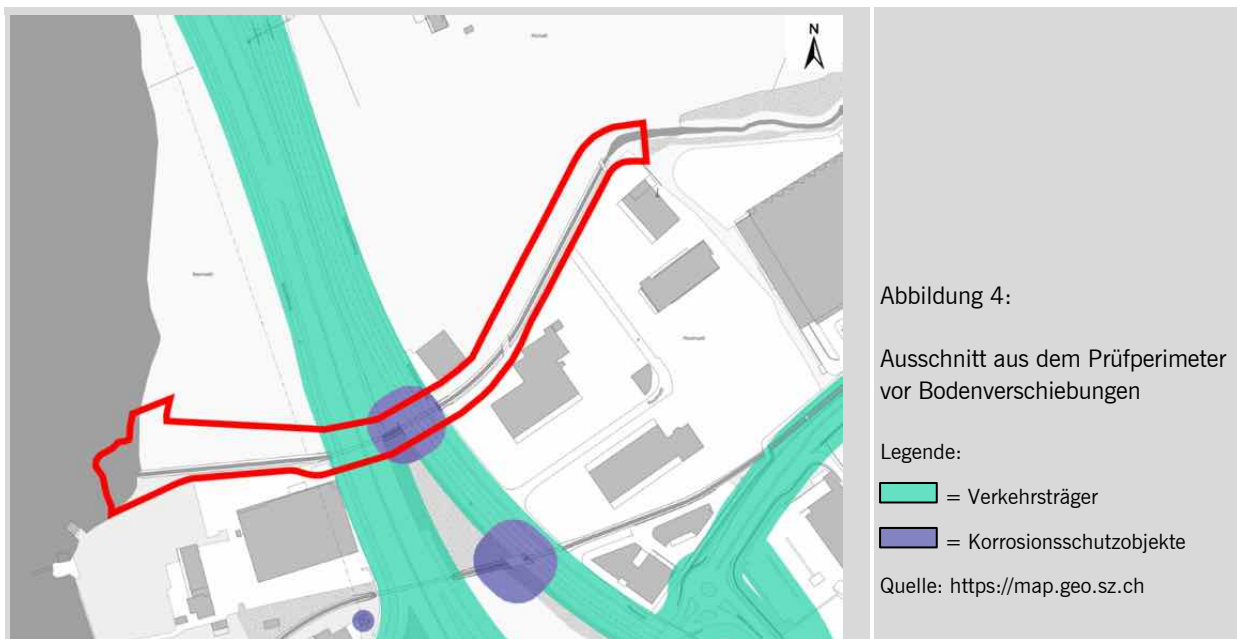 N
Abbildung 4:
Ausschnitt aus dem Prüfperimeter
vor Bodenverschiebungen
Legende:
= Verkehrsträger
= Korrosionsschutzobjekte
Quelle: https://map.geo.sz.ch